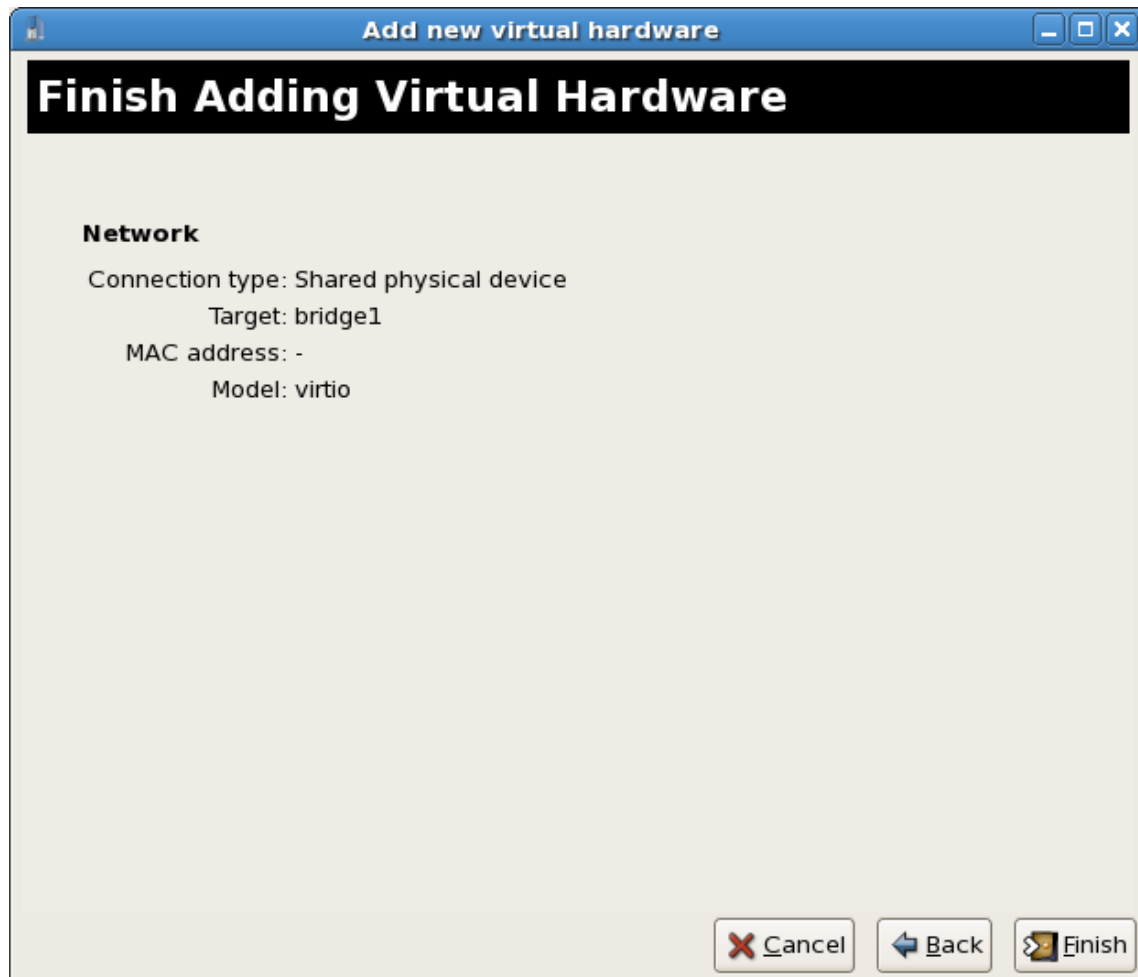 Add new virtual hardware
Finish Adding Virtual Hardware
Network
Connection type: Shared physical device
Target: bridge1
MAC address: -
Model: virtio
Cancel Back Finish